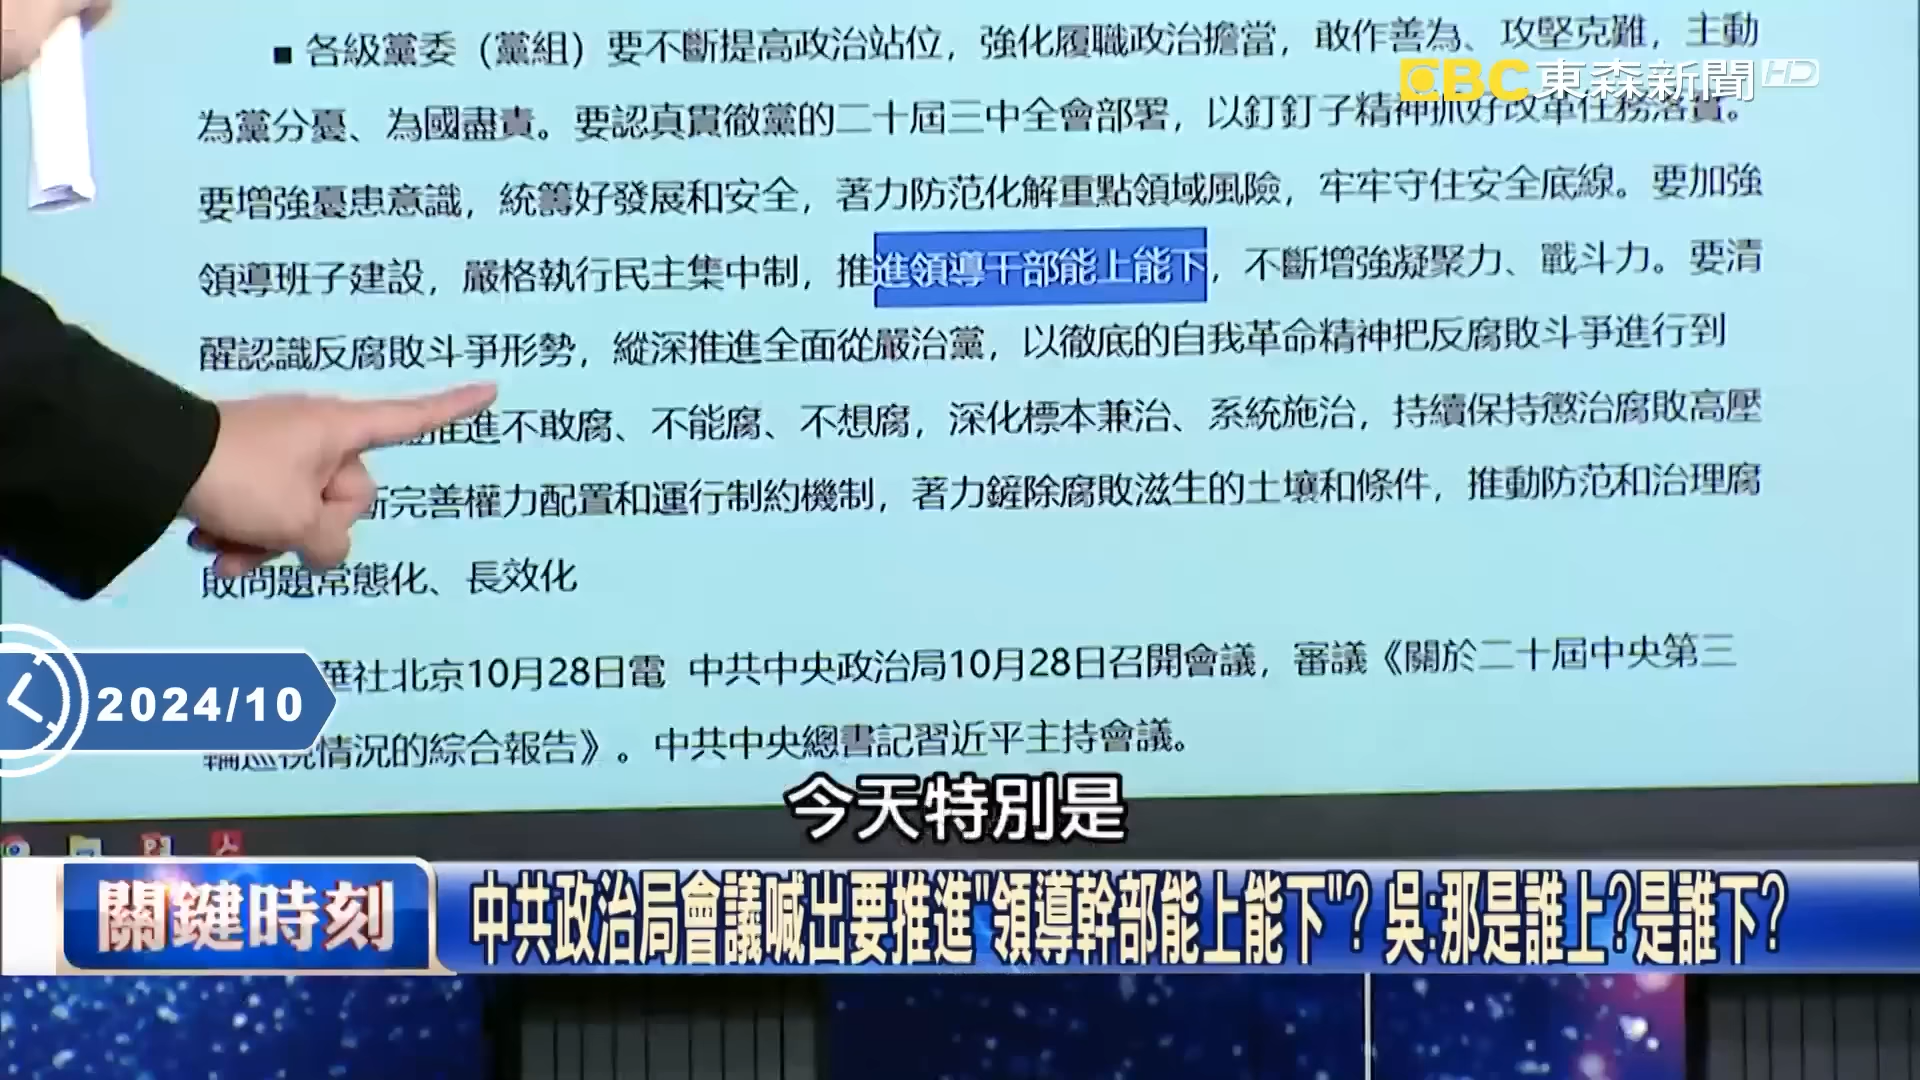 ■ 各級黨委（黨組）要不斷提高政治站位，強化履職政治擔當，敢作善為、攻堅克難，主動
EBC 東森新聞 HD
為黨分憂、為國盡責。要認真貫徹黨的二十屆三中全會部署，以釘釘子精神抓好改革任務落實。
要增強憂患意識，統籌好發展和安全，著力防范化解重點領域風險，牢牢守住安全底線。要加強
領導班子建設，嚴格執行民主集中制，推進領導干部能上能下，不斷增強凝聚力、戰斗力。要清
醒認識反腐敗斗爭形勢，縱深推進全面從嚴治黨，以徹底的自我革命精神把反腐敗斗爭進行到
推進不敢腐、不能腐、不想腐，深化標本兼治、系統施治，持續保持懲治腐敗高壓
斷完善權力配置和運行制約機制，著力鏟除腐敗滋生的土壤和條件，推動防范和治理腐
敗問題常態化、長效化
華社北京10月28日電 中共中央政治局10月28日召開會議，審議《關於二十屆中央第三
2024/10
輪巡視情況的綜合報告》。中共中央總書記習近平主持會議。
今天特別是
關鍵時刻
中共政治局會議喊出要推進"領導幹部能上能下"? 吳:那是誰上?是誰下?